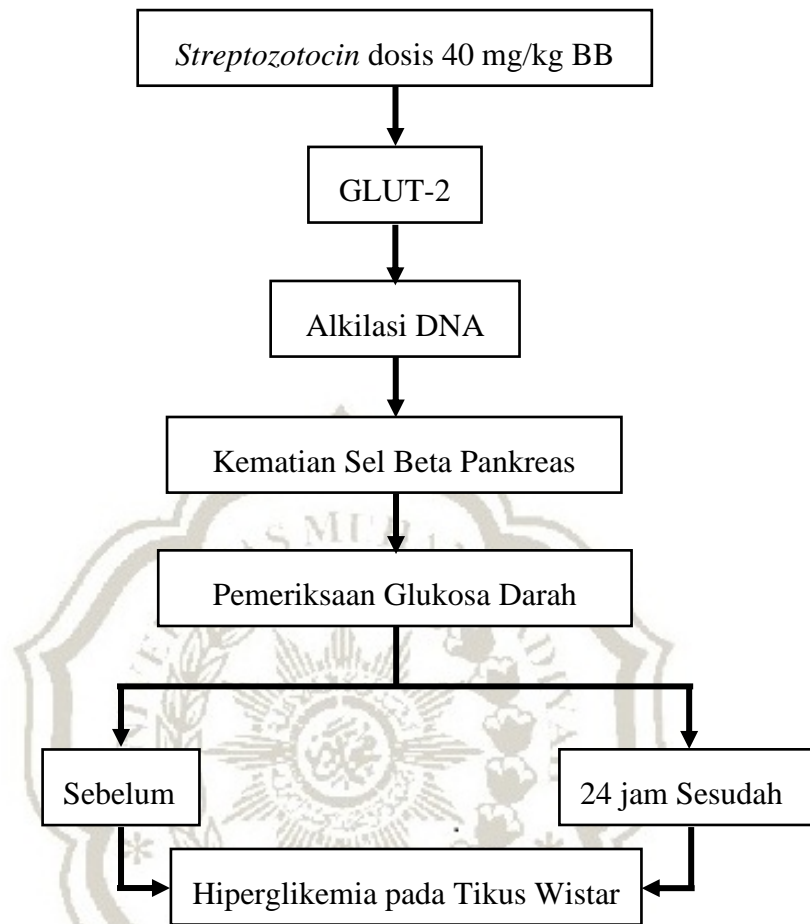 Streptozotocin dosis 40 mg/kg BB
GLUT-2
Alkilasi DNA
Kematian Sel Beta Pankreas
Pemeriksaan Glukosa Darah
Sebelum
24 jam Sesudah
Hiperglikemia pada Tikus Wistar